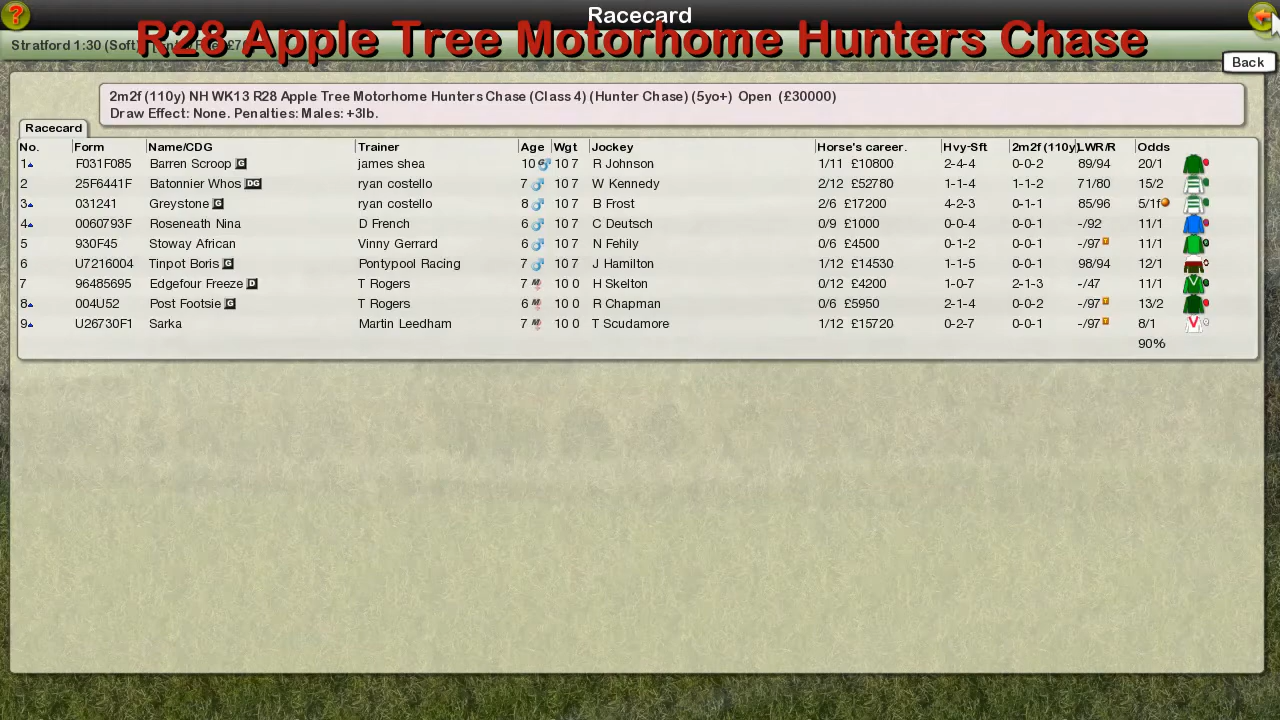 Racecard
R28 Apple Tree Motorhome Hunters Chase
Stratford 1:30 (Soft)
Back
2m2f (110y) NH WK13 R28 Apple Tree Motorhome Hunters Chase (Class 4) (Hunter Chase) (5yo+) Open (£30000)
Draw Effect: None. Penalties: Males: +3lb.
Racecard
No. Form Name/CDG Trainer Age Wgt Jockey Horse's career. Hvy-Sft 2m2f(110y) LWR/R Odds
1 F031F085 Barren Scroop G james shea 10 10 7 R Johnson 1/11 £10800 2-4-4 0-0-2 89/94 20/1
2 25F6441F Batonnier Whos DG ryan costello 7 10 7 W Kennedy 2/12 £52780 1-1-4 1-1-2 71/80 15/2
3 031241 Greystone G ryan costello 8 10 7 B Frost 2/6 £17200 4-2-3 0-1-1 85/96 5/1f
4 0060793F Roseneath Nina D French 6 10 7 C Deutsch 0/9 £1000 0-0-4 0-0-1 -/92 11/1
5 930F45 Stoway African Vinny Gerrard 6 10 7 N Fehily 0/6 £4500 0-1-2 0-0-1 -/97 T 11/1
6 U7216004 Tinpot Boris G Pontypool Racing 7 10 7 J Hamilton 1/12 £14530 1-1-5 0-0-1 98/94 12/1
7 96485695 Edgefour Freeze D T Rogers 7 10 0 H Skelton 0/12 £4200 1-0-7 2-1-3 -/47 11/1
8 004U52 Post Footsie G T Rogers 6 10 0 R Chapman 0/6 £5950 2-1-4 0-0-2 -/97 T 13/2
9 U26730F1 Sarka Martin Leedham 7 10 0 T Scudamore 1/12 £15720 0-2-7 0-0-1 -/97 T 8/1
90%